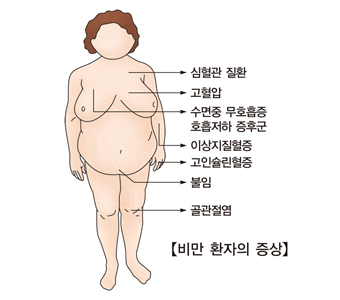 심혈관 질환
고혈압
수면중 무호흡증
호흡저하 증후군
이상지질혈증
고인슐린혈증
불임
골관절염
【비만 환자의 증상】